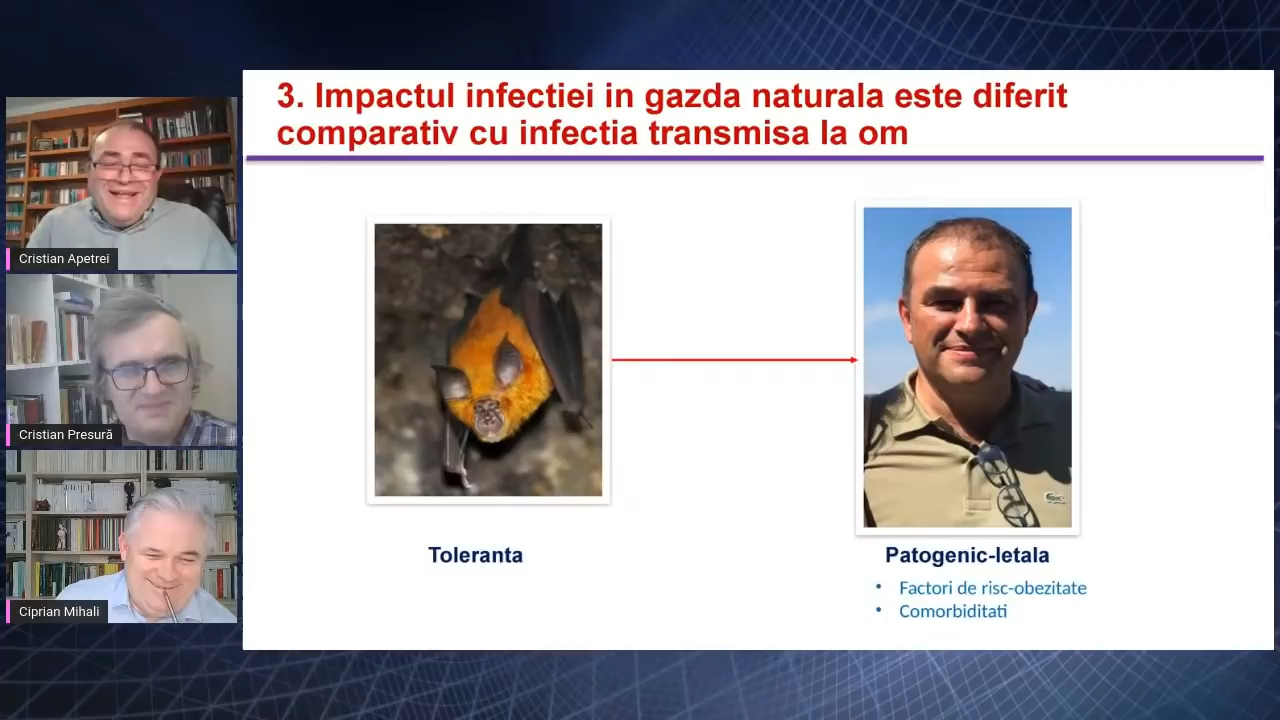 3. Impactul infectiei in gazda naturala este diferit
comparativ cu infectia transmisa la om
Cristian Apetrei
Cristian Presură
Ciprian Mihali
Toleranta
Patogenic-letala
• Factori de risc-obezitate
• Comorbiditati